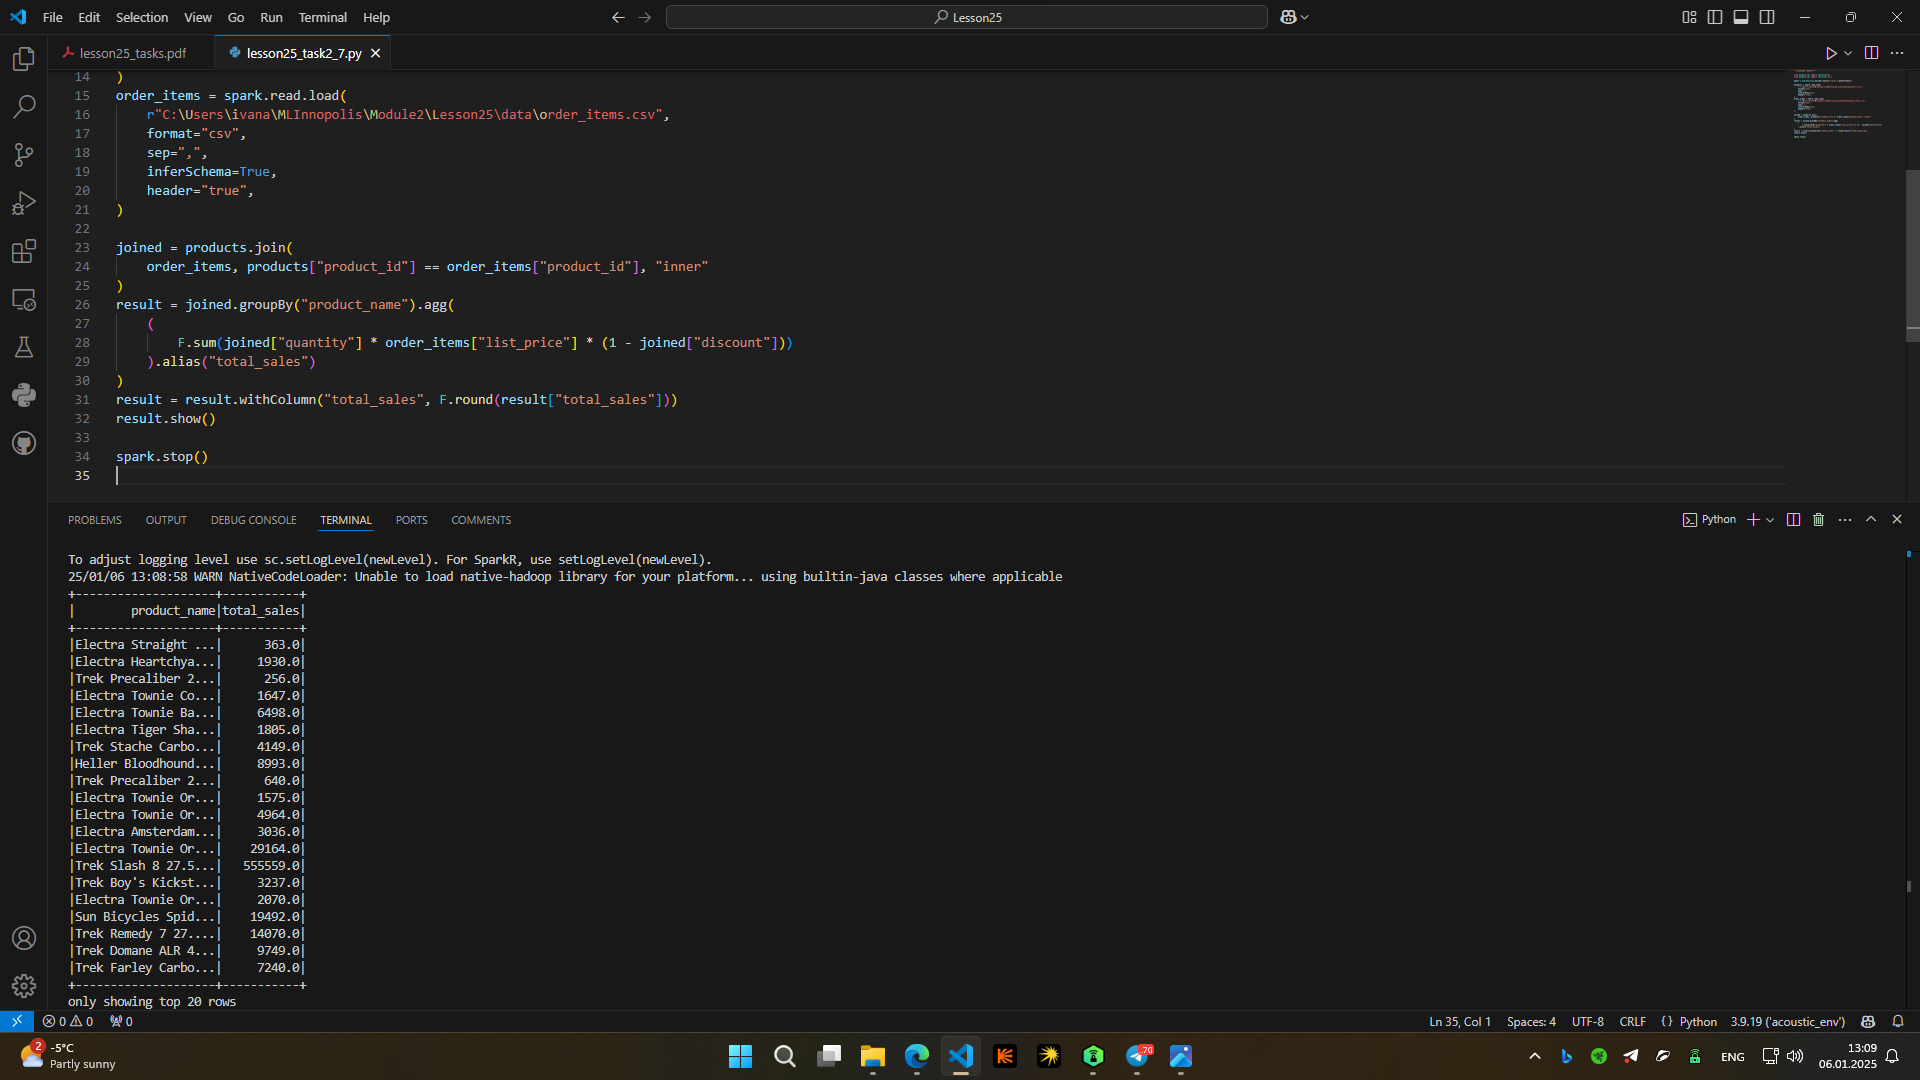 File Edit Selection View Go Run Terminal Help
Lesson25
lesson25_tasks.pdf
lesson25_task2_7.py
14 )
15 order_items = spark.read.load(
16     r"C:\Users\ivana\MLInnopolis\Module2\Lesson25\data\order_items.csv",
17     format="csv",
18     sep=",",
19     inferSchema=True,
20     header="true",
21 )
22
23 joined = products.join(
24     order_items, products["product_id"] == order_items["product_id"], "inner"
25 )
26 result = joined.groupBy("product_name").agg(
27     (
28         F.sum(joined["quantity"] * order_items["list_price"] * (1 - joined["discount"]))
29     ).alias("total_sales")
30 )
31 result = result.withColumn("total_sales", F.round(result["total_sales"]))
32 result.show()
33
34 spark.stop()
35
PROBLEMS OUTPUT DEBUG CONSOLE TERMINAL PORTS COMMENTS
Python
To adjust logging level use sc.setLogLevel(newLevel). For SparkR, use setLogLevel(newLevel).
25/01/06 13:08:58 WARN NativeCodeLoader: Unable to load native-hadoop library for your platform... using builtin-java classes where applicable
+--------------------+-----------+
|        product_name|total_sales|
+--------------------+-----------+
|Electra Straight ...|      363.0|
|Electra Heartchya...|     1930.0|
|Trek Precaliber 2...|      256.0|
|Electra Townie Co...|     1647.0|
|Electra Townie Ba...|     6498.0|
|Electra Tiger Sha...|     1805.0|
|Trek Stache Carbo...|     4149.0|
|Heller Bloodhound...|     8993.0|
|Trek Precaliber 2...|      640.0|
|Electra Townie Or...|     1575.0|
|Electra Townie Or...|     4964.0|
|Electra Amsterdam...|     3036.0|
|Electra Townie Or...|    29164.0|
|Trek Slash 8 27.5...|   555559.0|
|Trek Boy's Kickst...|     3237.0|
|Electra Townie Or...|     2070.0|
|Sun Bicycles Spid...|    19492.0|
|Trek Remedy 7 27....|    14070.0|
|Trek Domane ALR 4...|     9749.0|
|Trek Farley Carbo...|     7240.0|
+--------------------+-----------+
only showing top 20 rows
0 0 0
Ln 35, Col 1 Spaces: 4 UTF-8 CRLF {} Python 3.9.19 ('acoustic_env')
2 -5°C
Partly sunny
70
ENG
13:09
06.01.2025